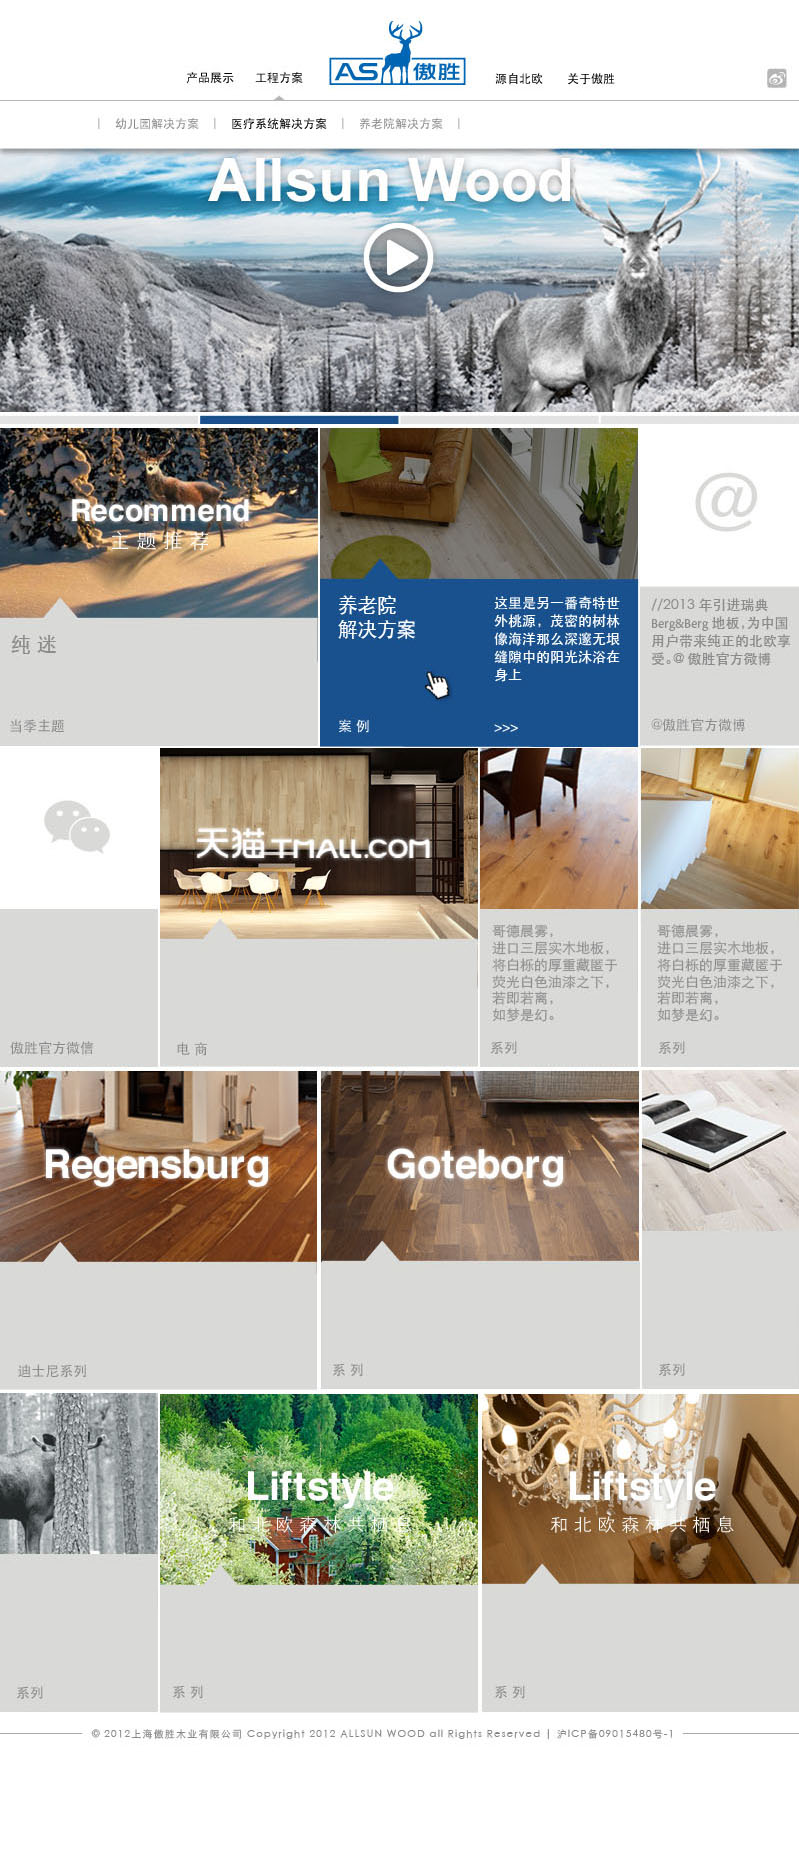 产品展示
工程方案
AS 傲胜
源自北欧
关于傲胜
幼儿园解决方案
医疗系统解决方案
养老院解决方案
Allsun Wood
Recommend
主题推荐
纯迷
当季主题
养老院
解决方案
案例
这里是另一番奇特世
外桃源，茂密的树林
像海洋那么深邃无垠
缝隙中的阳光沐浴在
身上
>>>
@
//2013 年引进瑞典
Berg&Berg 地板，为中国
用户带来纯正的北欧享
受。@ 傲胜官方微博
@傲胜官方微博
傲胜官方微信
天猫 TMALL.COM
电商
哥德晨雾，
进口三层实木地板，
将白栎的厚重藏匿于
荧光白色油漆之下，
若即若离，
如梦是幻。
系列
哥德晨雾，
进口三层实木地板，
将白栎的厚重藏匿于
荧光白色油漆之下，
若即若离，
如梦是幻。
系列
Regensburg
迪士尼系列
Goteborg
系列
系列
系列
Liftstyle
和北欧森林共栖息
系列
Liftstyle
和北欧森林共栖息
系列
© 2012上海傲胜木业有限公司 Copyright 2012 ALLSUN WOOD all Rights Reserved | 沪ICP备09015480号-1